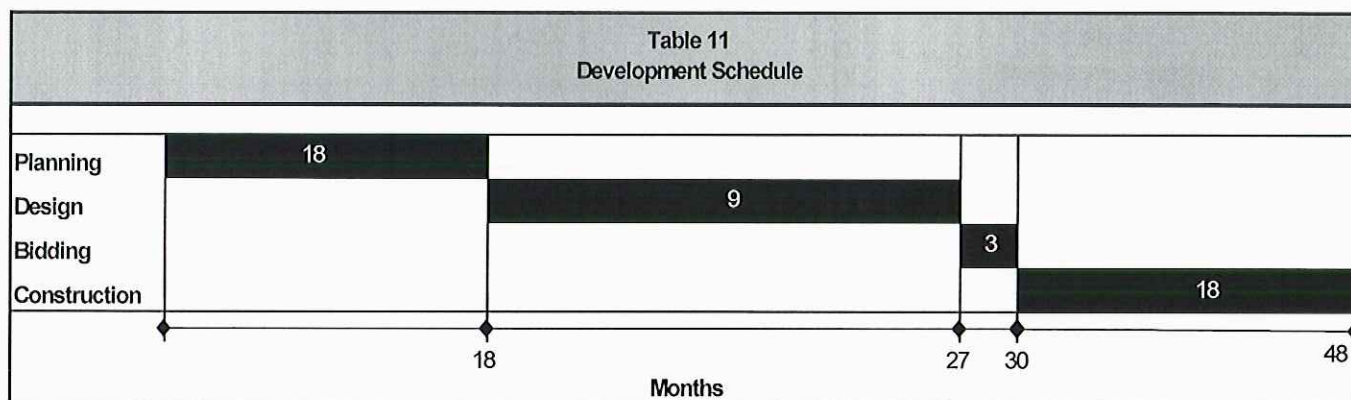 Table 11
Development Schedule
Planning
18
Design
9
Bidding
3
Construction
18
18
27
30
48
Months